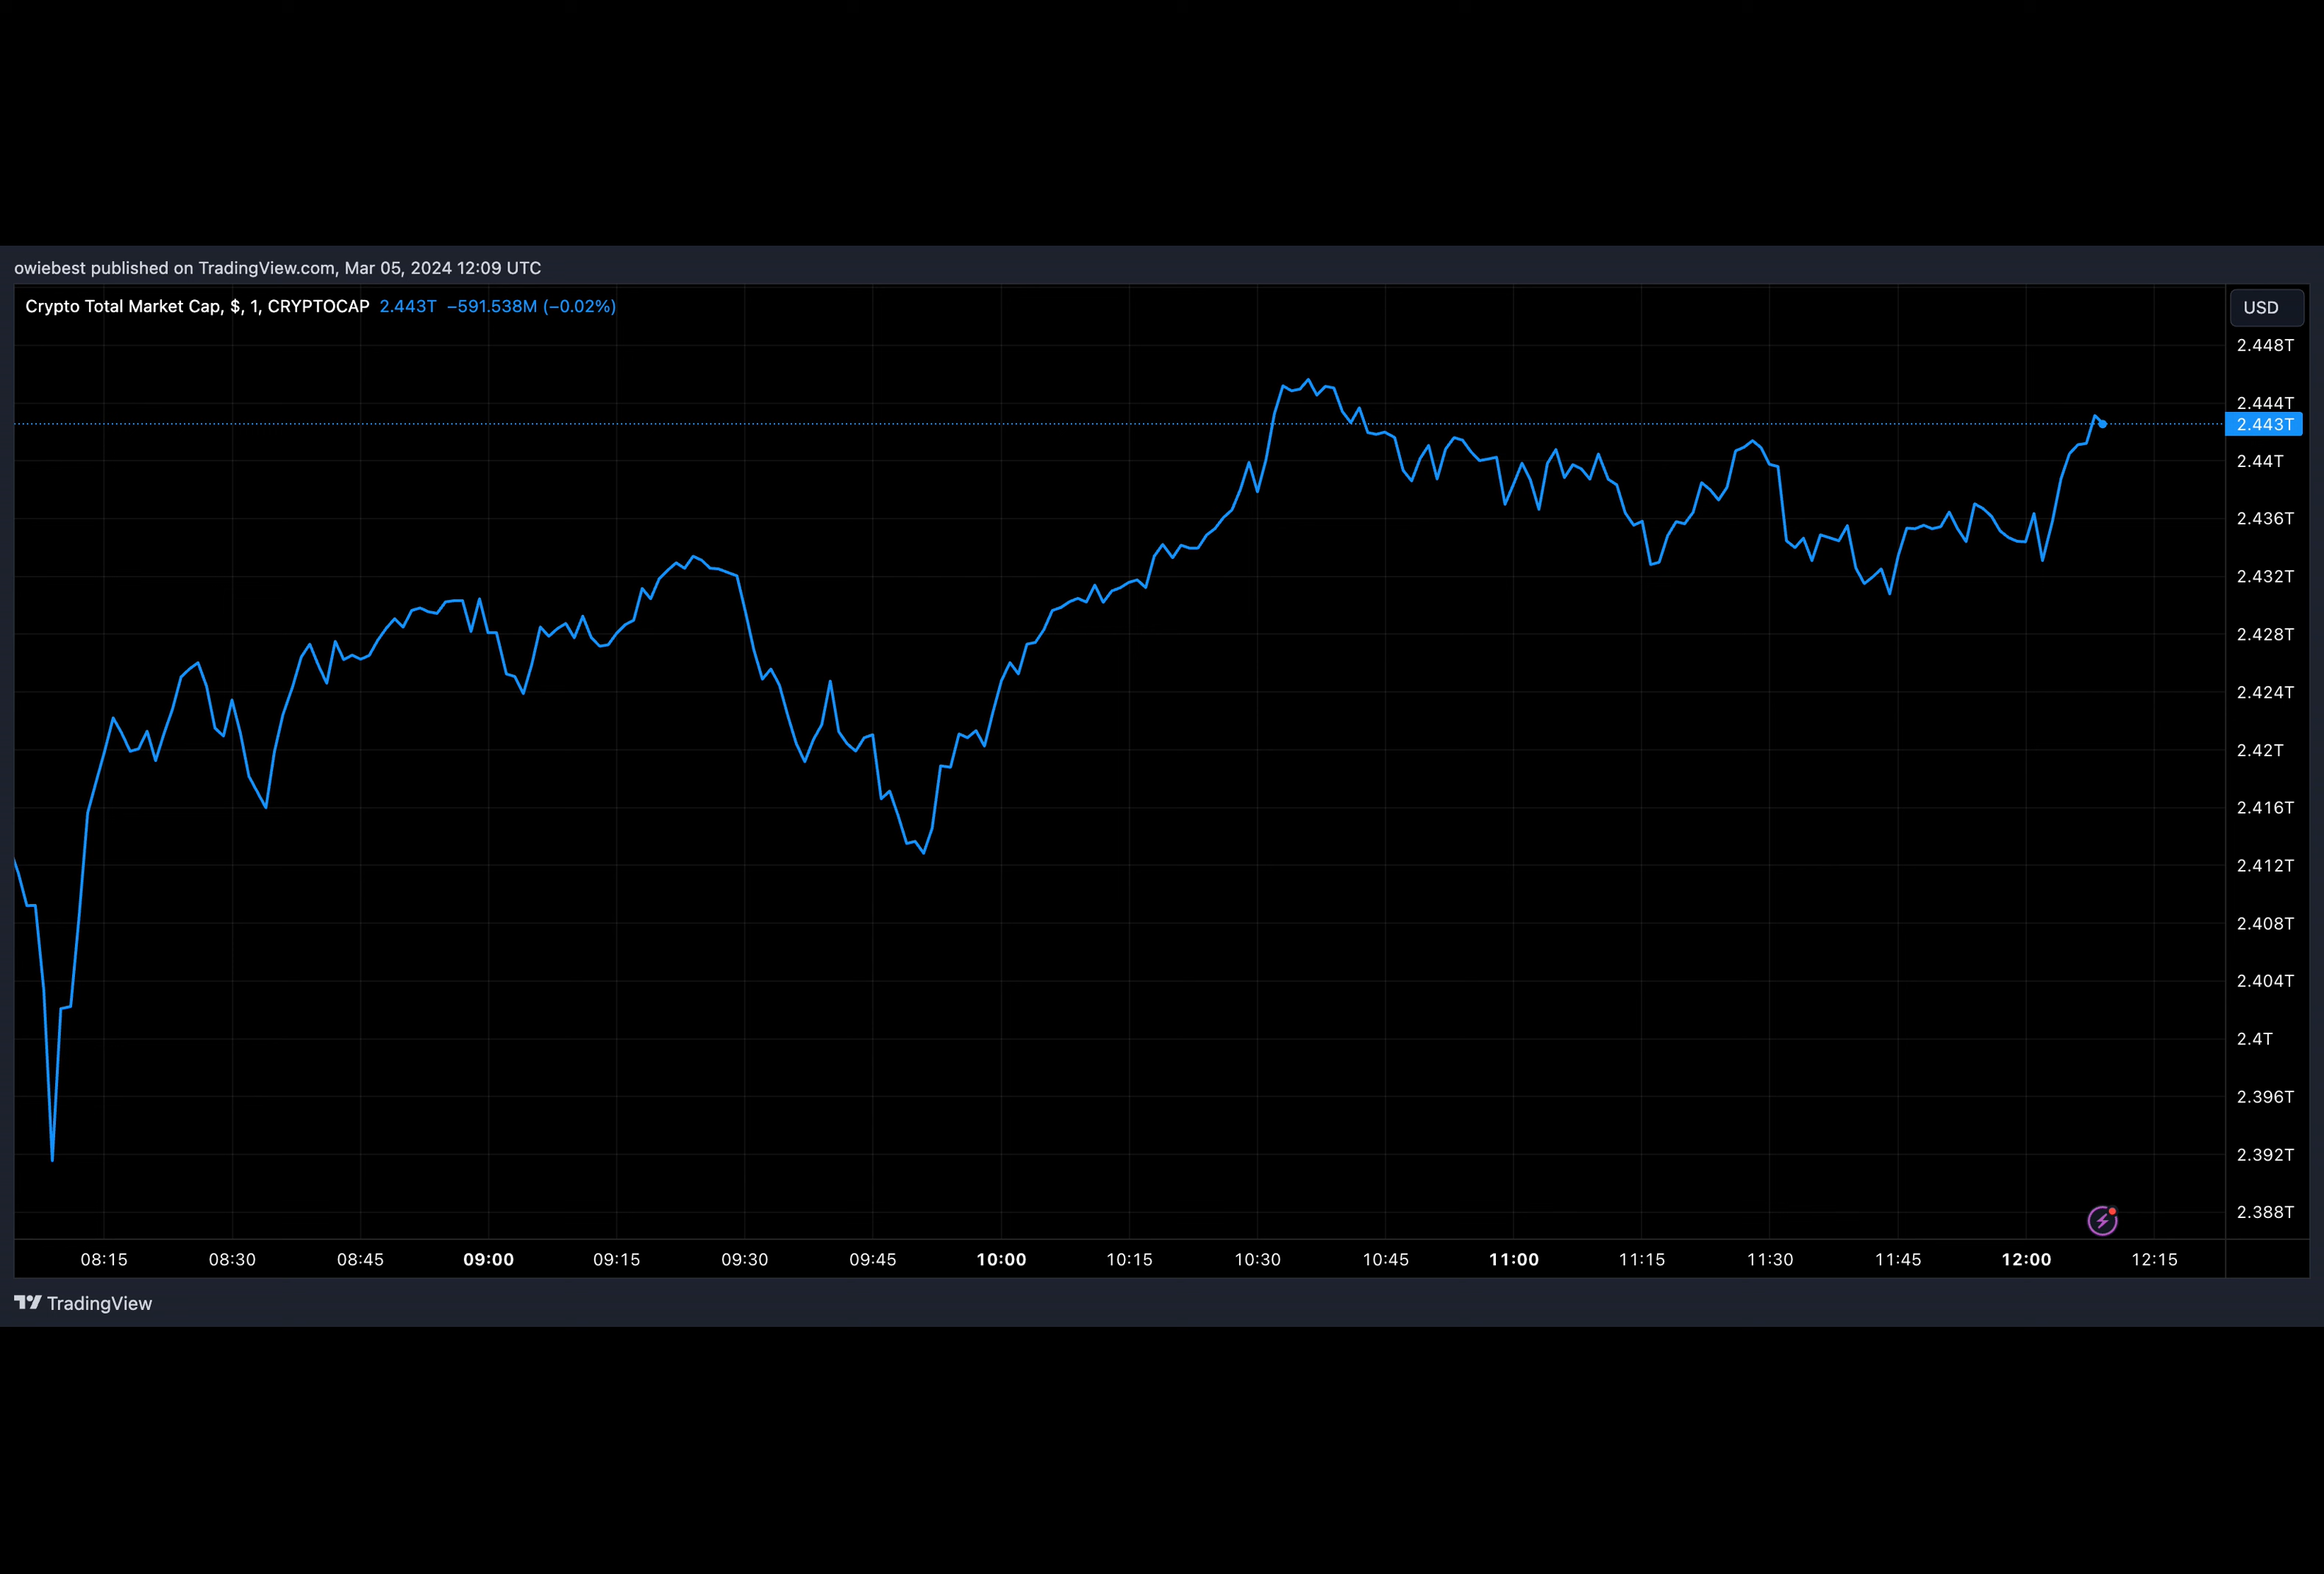 owiebest published on TradingView.com, Mar 05, 2024 12:09 UTC
Crypto Total Market Cap, $, 1, CRYPTOCAP 2.443T −591.538M (−0.02%)
USD
2.448T
2.444T
2.443T
2.44T
2.436T
2.432T
2.428T
2.424T
2.42T
2.416T
2.412T
2.408T
2.404T
2.4T
2.396T
2.392T
2.388T
08:15 08:30 08:45 09:00 09:15 09:30 09:45 10:00 10:15 10:30 10:45 11:00 11:15 11:30 11:45 12:00 12:15
TradingView